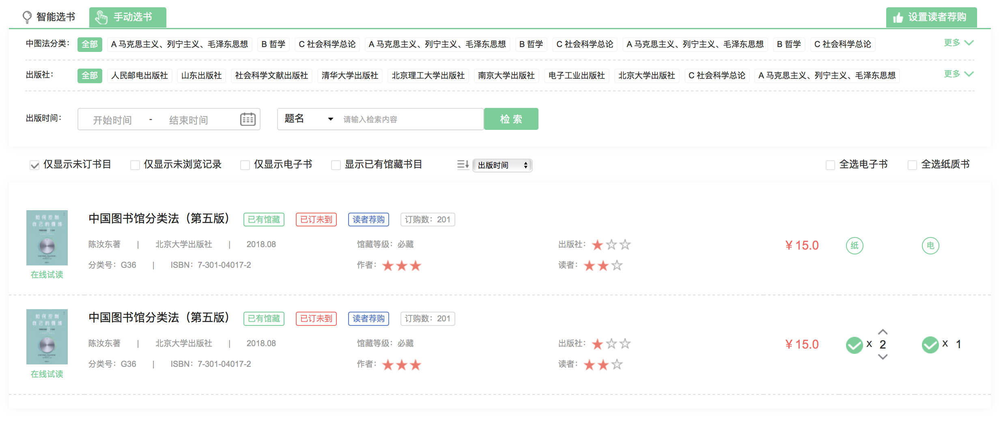 智能选书 手动选书 设置读者荐购
中图法分类： 全部 A 马克思主义、列宁主义、毛泽东思想 B 哲学 C 社会科学总论 A 马克思主义、列宁主义、毛泽东思想 B 哲学 C 社会科学总论 A 马克思主义、列宁主义、毛泽东思想 B 哲学 C 社会科学总论 更多
出版社： 全部 人民邮电出版社 山东出版社 社会科学文献出版社 清华大学出版社 北京理工大学出版社 南京大学出版社 电子工业出版社 北京大学出版社 C 社会科学总论 A 马克思主义、列宁主义、毛泽东思想 更多
出版时间： 开始时间 - 结束时间 题名 请输入检索内容 检 索
仅显示未订书目 仅显示未浏览记录 仅显示电子书 显示已有馆藏书目 出版时间 全选电子书 全选纸质书
如何控制
自己的情绪
中国图书馆分类法（第五版） 已有馆藏 已订未到 读者荐购 订购数：201
陈汝东著 | 北京大学出版社 | 2018.08 馆藏等级：必藏 出版社： ¥ 15.0 纸 电
分类号：G36 | ISBN：7-301-04017-2 作者： 读者：
在线试读
如何控制
自己的情绪
中国图书馆分类法（第五版） 已有馆藏 已订未到 读者荐购 订购数：201
陈汝东著 | 北京大学出版社 | 2018.08 馆藏等级：必藏 出版社： ¥ 15.0 x 2 x 1
分类号：G36 | ISBN：7-301-04017-2 作者： 读者：
在线试读